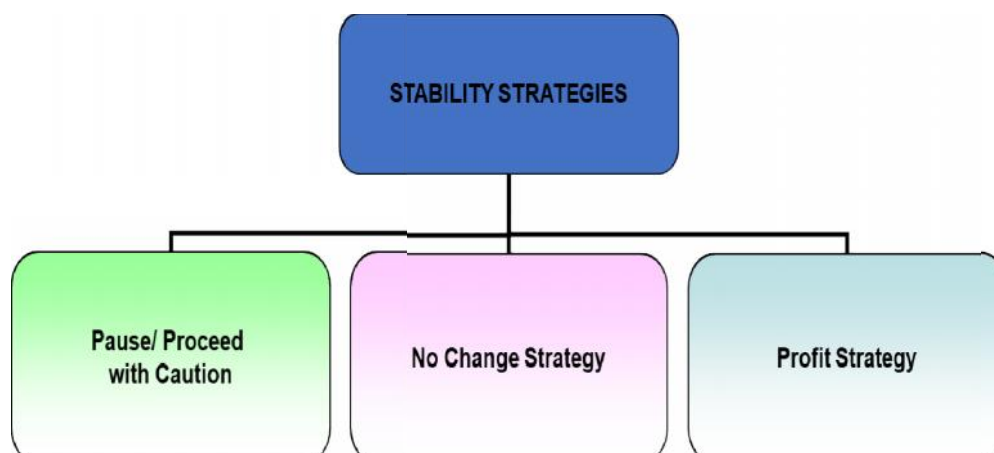 STABILITY STRATEGIES
Pause/ Proceed
with Caution
No Change Strategy
Profit Strategy